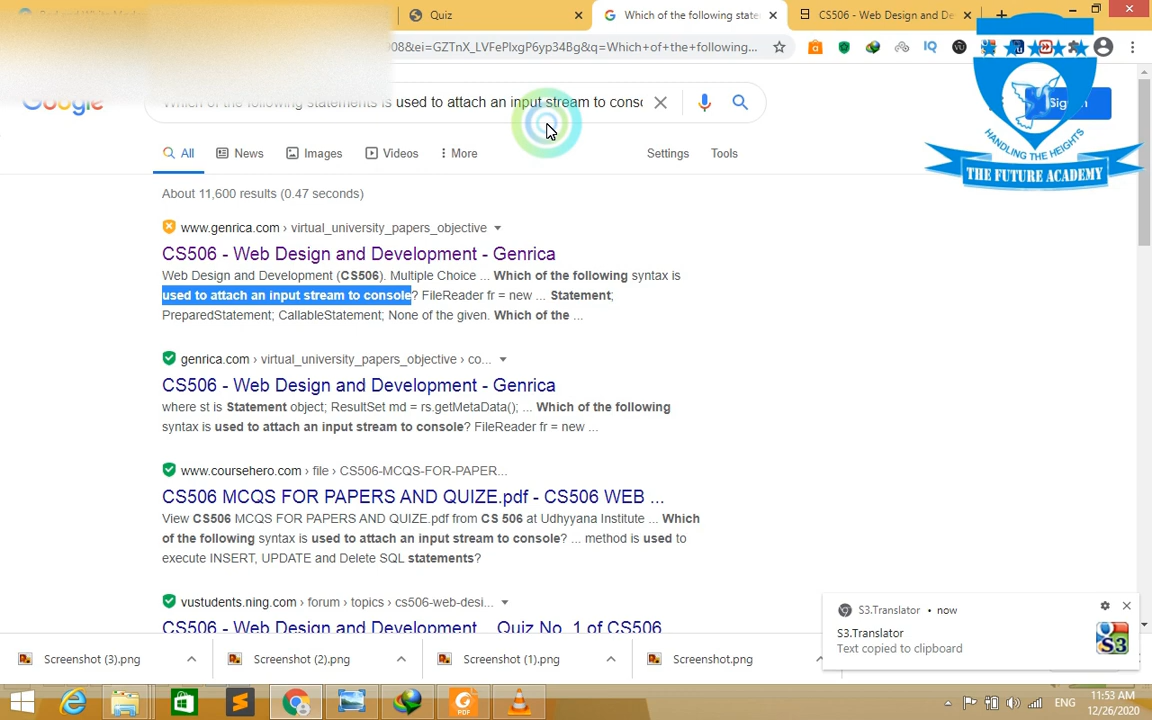 Quiz
Which of the following state
CS506 - Web Design and De
08&ei=GZTnX_LVFePlxgP6yp34Bg&q=Which+of+the+following...
IQ
Google
Which of the following statements is used to attach an input stream to conso
HANDLING THE HEIGHTS
THE FUTURE ACADEMY
All
News
Images
Videos
More
Settings
Tools
About 11,600 results (0.47 seconds)
www.genrica.com › virtual_university_papers_objective
CS506 - Web Design and Development - Genrica
Web Design and Development (CS506). Multiple Choice ... Which of the following syntax is
used to attach an input stream to console? FileReader fr = new ... Statement;
PreparedStatement; CallableStatement; None of the given. Which of the ...
genrica.com › virtual_university_papers_objective › co...
CS506 - Web Design and Development - Genrica
where st is Statement object; ResultSet md = rs.getMetaData(); ... Which of the following
syntax is used to attach an input stream to console? FileReader fr = new ...
www.coursehero.com › file › CS506-MCQS-FOR-PAPER...
CS506 MCQS FOR PAPERS AND QUIZE.pdf - CS506 WEB ...
View CS506 MCQS FOR PAPERS AND QUIZE.pdf from CS 506 at Udhyyana Institute ... Which
of the following syntax is used to attach an input stream to console? ... method is used to
execute INSERT, UPDATE and Delete SQL statements?
vustudents.ning.com › forum › topics › cs506-web-desi...
CS506 - Web Design and Development Quiz No. 1 of CS506
S3.Translator • now
S3.Translator
Text copied to clipboard
Screenshot (3).png
Screenshot (2).png
Screenshot (1).png
Screenshot.png
ENG
11:53 AM
12/26/2020